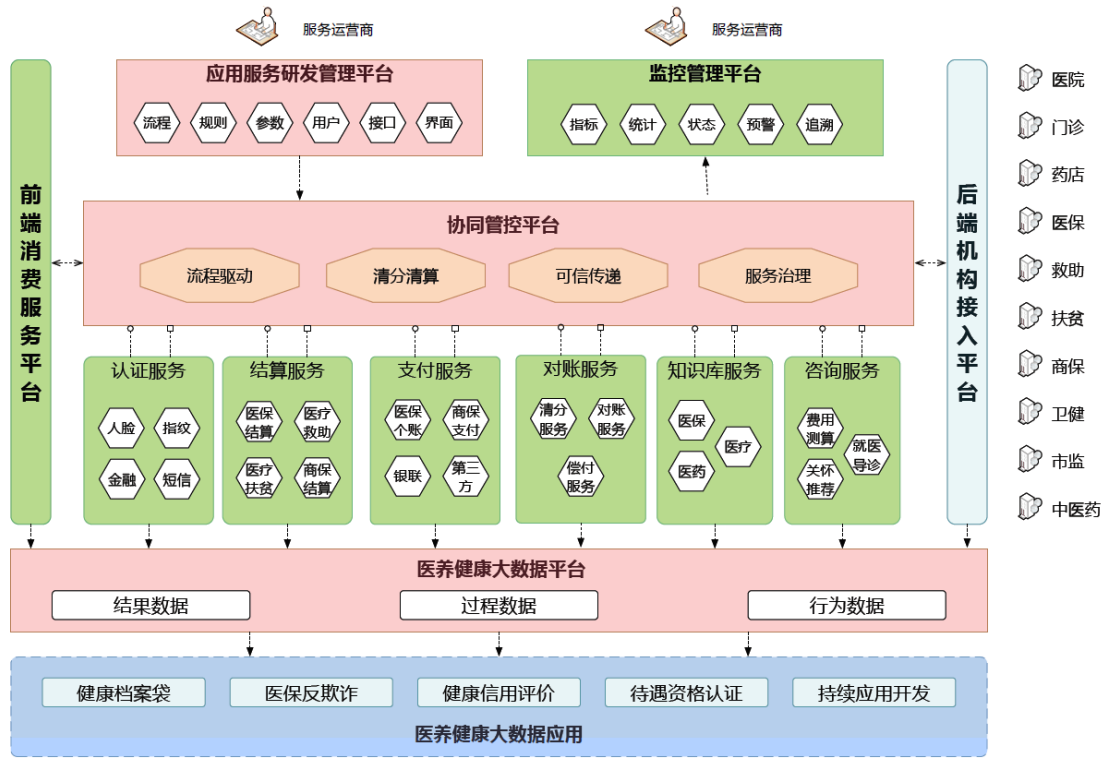 服务运营商
服务运营商
应用服务研发管理平台
流程
规则
参数
用户
接口
界面
监控管理平台
指标
统计
状态
预警
追溯
前端消费服务平台
协同管控平台
流程驱动
清分清算
可信传递
服务治理
后端机构接入平台
医院
门诊
药店
医保
救助
扶贫
商保
卫健
市监
中医药
认证服务
人脸
指纹
金融
短信
结算服务
医保
结算
医疗
救助
医疗
扶贫
商保
结算
支付服务
医保
个账
商保
支付
银联
第三
方
对账服务
清分
服务
对账
服务
偿付
服务
知识库服务
医保
医疗
医药
咨询服务
费用
测算
就医
导诊
关怀
推荐
医养健康大数据平台
结果数据
过程数据
行为数据
健康档案袋
医保反欺诈
健康信用评价
待遇资格认证
持续应用开发
医养健康大数据应用